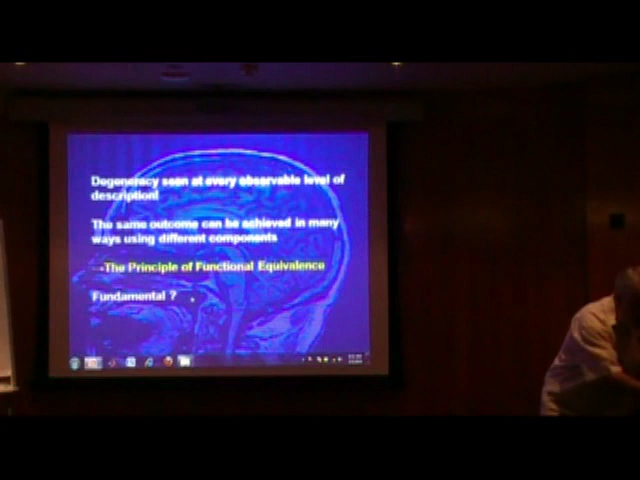 Degeneracy seen at every observable level of
description!
The same outcome can be achieved in many
ways using different components
-The Principle of Functional Equivalence
Fundamental ?